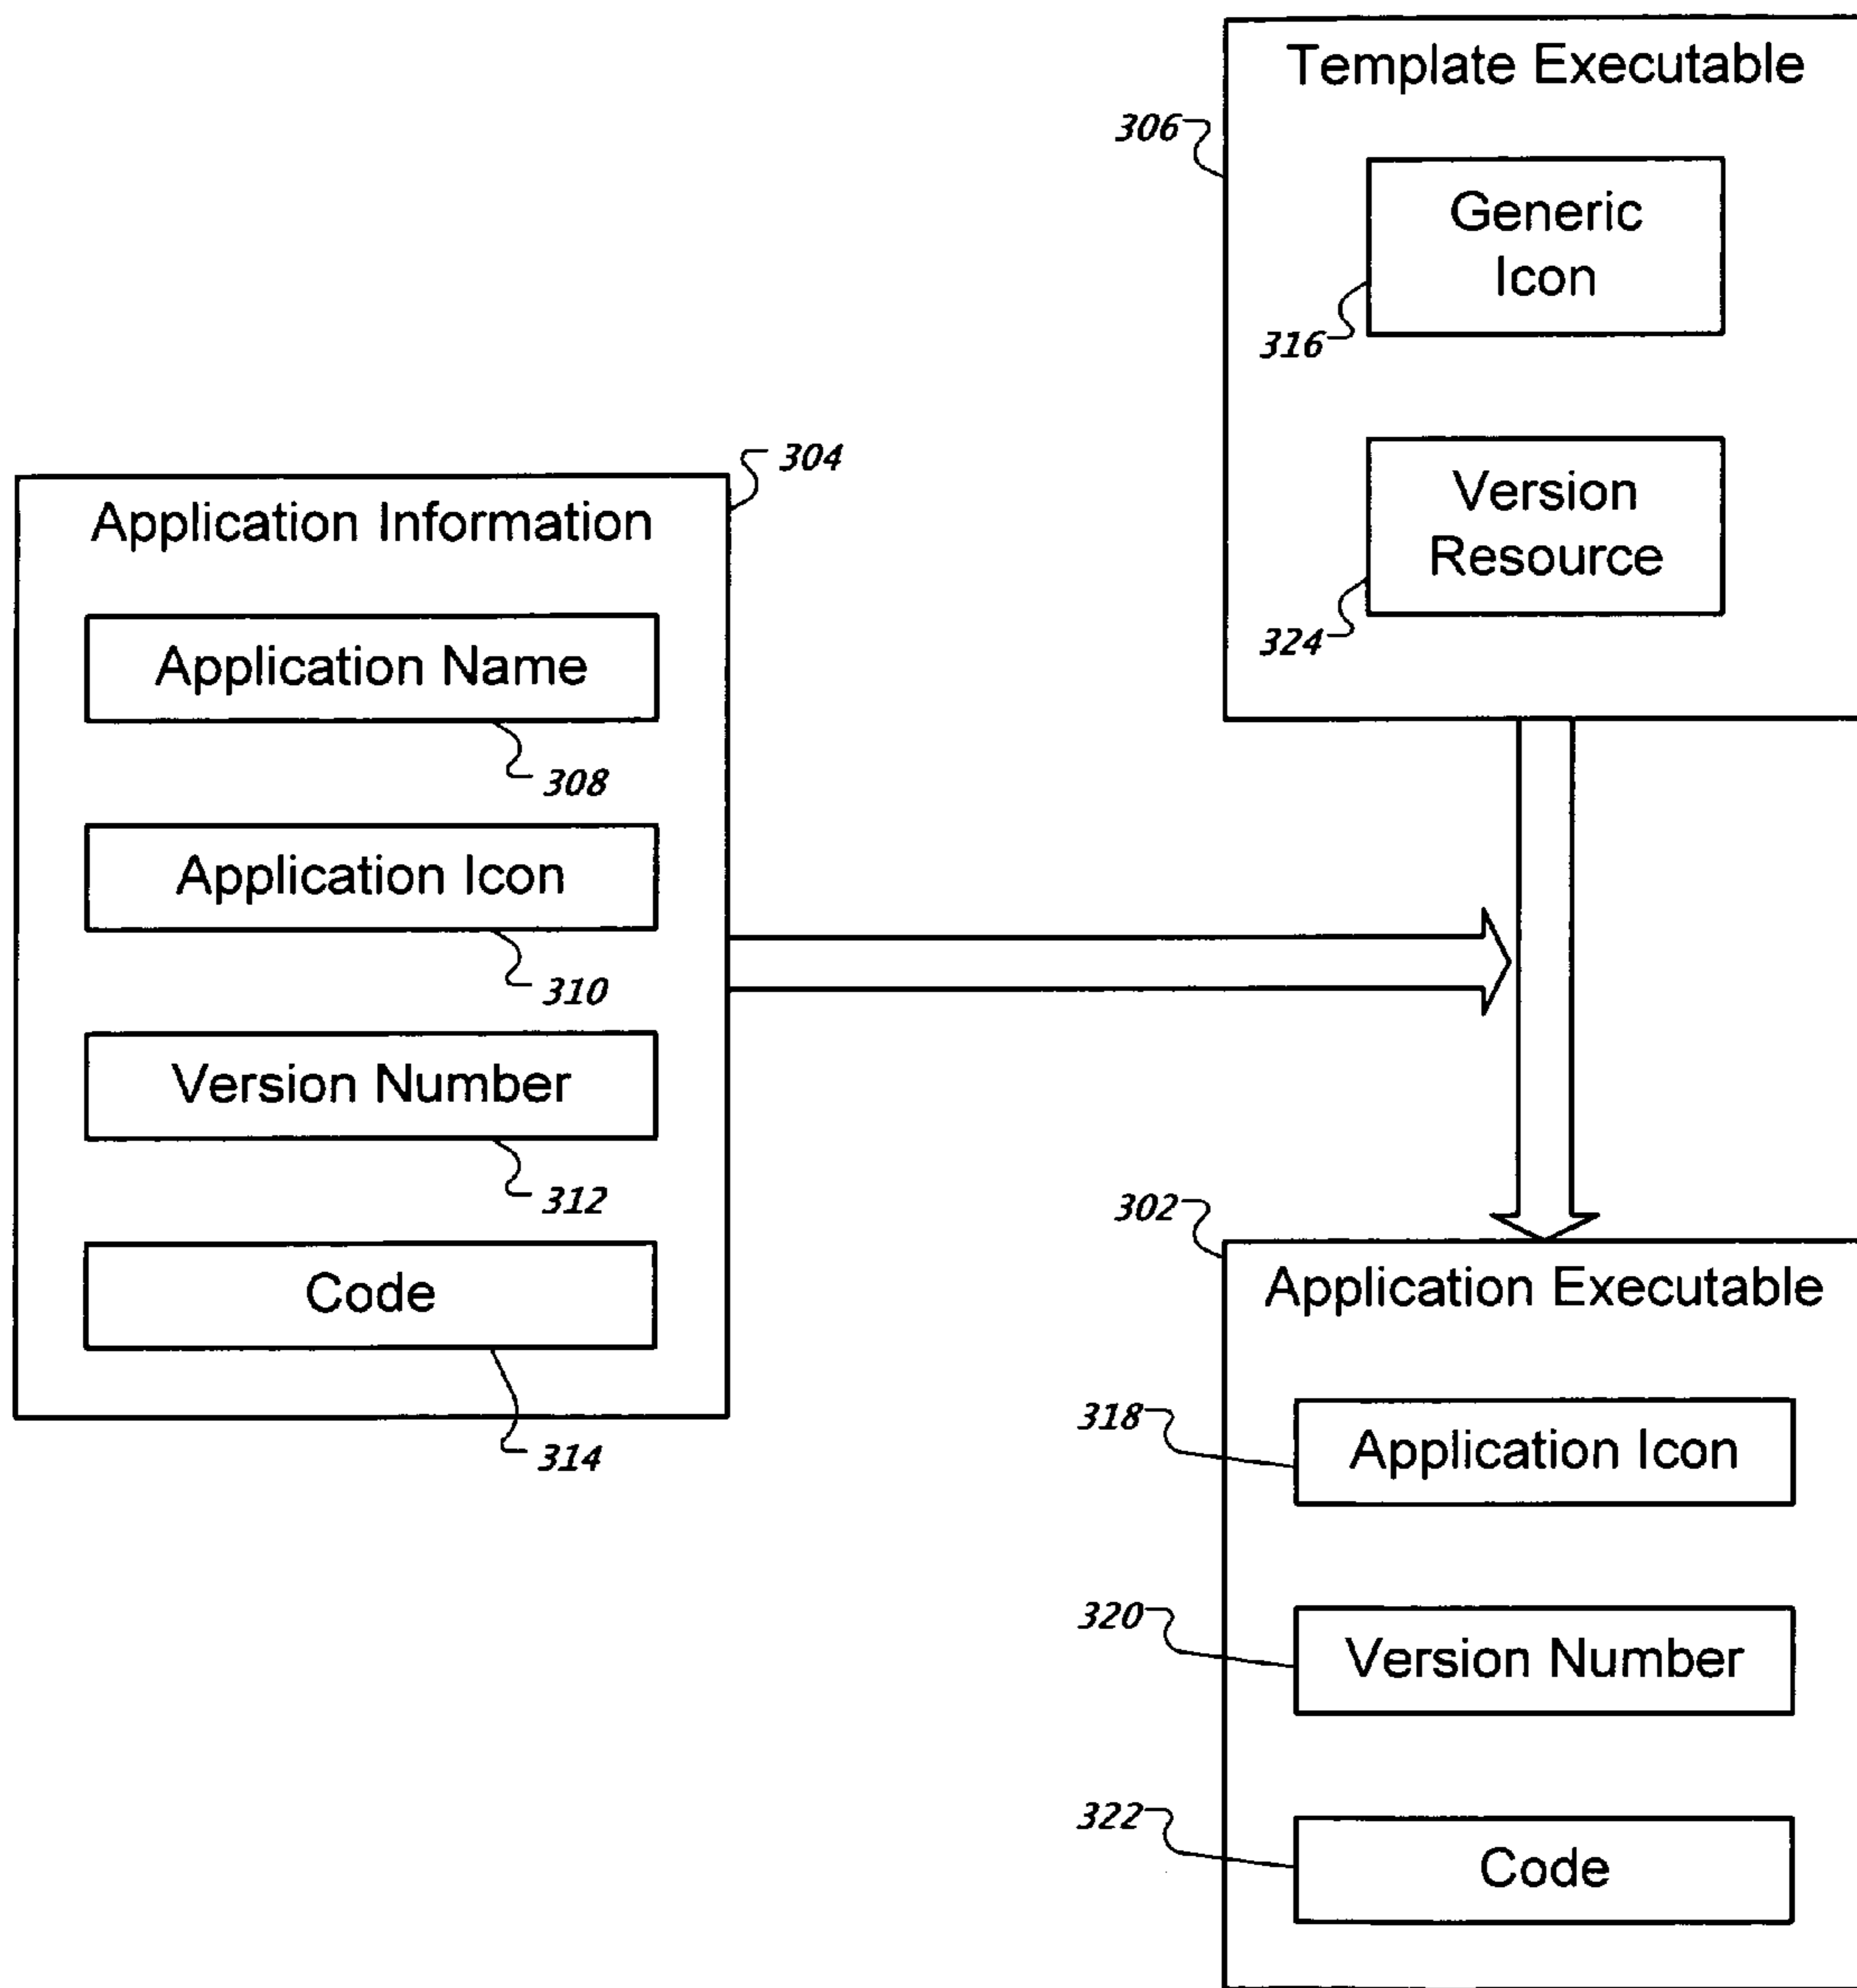 Template Executable
306
Generic
Icon
316
Version
Resource
324
304
Application Information
Application Name
308
Application Icon
310
Version Number
312
Code
314
302
Application Executable
318
Application Icon
320
Version Number
322
Code